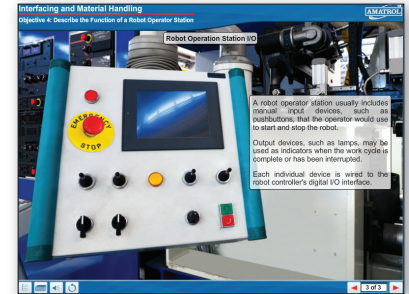 Interfacing and Material Handling
Objective 4: Describe the Function of a Robot Operator Station
AMATROL
Robot Operation Station I/O
EMERGENCY
STOP
A robot operator station usually includes
manual input devices, such as
pushbuttons, that the operator would use
to start and stop the robot.
Output devices, such as lamps, may be
used as indicators when the work cycle is
complete or has been interrupted.
Each individual device is wired to the
robot controller's digital I/O interface.
3 of 3